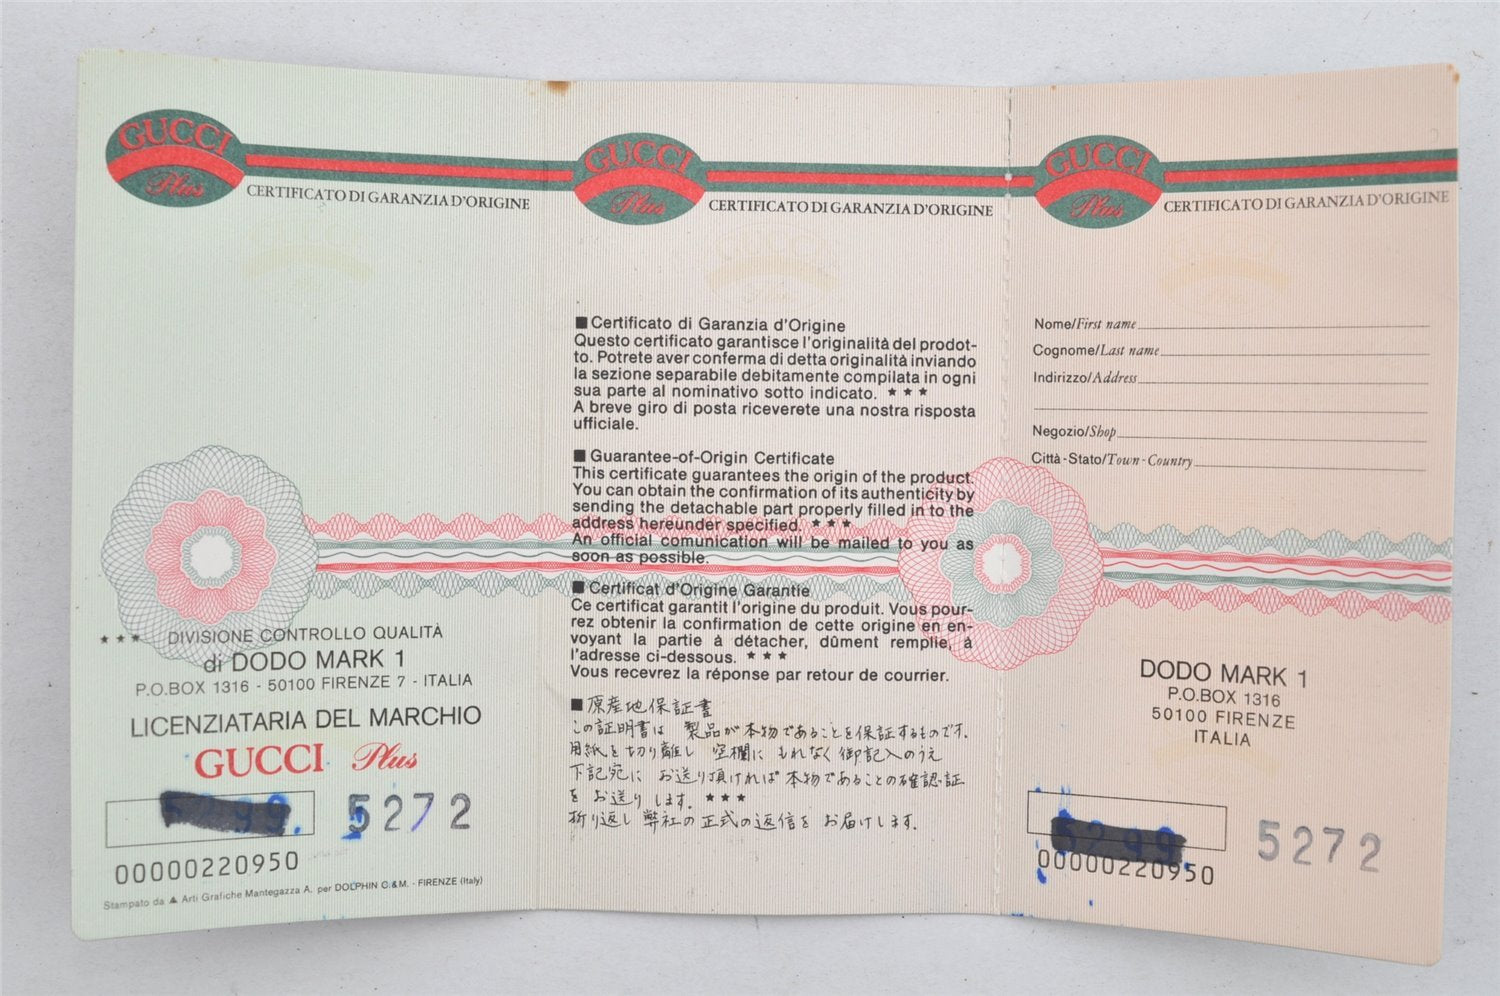 GUCCI
Plus
CERTIFICATO DI GARANZIA D'ORIGINE
★ ★ ★ DIVISIONE CONTROLLO QUALITÀ
di DODO MARK 1
P.O.BOX 1316 - 50100 FIRENZE 7 - ITALIA
LICENZIATARIA DEL MARCHIO
GUCCI Plus
5272
00000220950
Stampato da ▲ Arti Grafiche Mantegazza A. per DOLPHIN C.&M. - FIRENZE (Italy)
GUCCI
Plus
CERTIFICATO DI GARANZIA D'ORIGINE
■ Certificato di Garanzia d'Origine
Questo certificato garantisce l'originalità del prodot-
to. Potrete aver conferma di detta originalità inviando
la sezione separabile debitamente compilata in ogni
sua parte al nominativo sotto indicato. ★ ★ ★
A breve giro di posta riceverete una nostra risposta
ufficiale.
■ Guarantee-of-Origin Certificate
This certificate guarantees the origin of the product.
You can obtain the confirmation of its authenticity by
sending the detachable part properly filled in to the
address hereunder specified. ★ ★ ★
An official comunication will be mailed to you as
soon as possible.
■ Certificat d'Origine Garantie
Ce certificat garantit l'origine du produit. Vous pour-
rez obtenir la confirmation de cette origine en en-
voyant la partie à détacher, dûment remplie, à
l'adresse ci-dessous. ★ ★ ★
Vous recevrez la réponse par retour de courrier.
■ 原産地保証書
この証明書は 製品が本物であることを保証するものです.
用紙を切り離し 空欄に もれなく御記入のうえ
下記宛に お送り頂ければ本物であることの確認証
を お送りします. ★ ★ ★
折り返し 弊社の正式の返信を お届けします.
GUCCI
Plus
CERTIFICATO DI GARANZIA D'ORIGINE
Nome/First name
Cognome/Last name
Indirizzo/Address
Negozio/Shop
Città - Stato/Town - Country
DODO MARK 1
P.O.BOX 1316
50100 FIRENZE
ITALIA
5272
00000220950